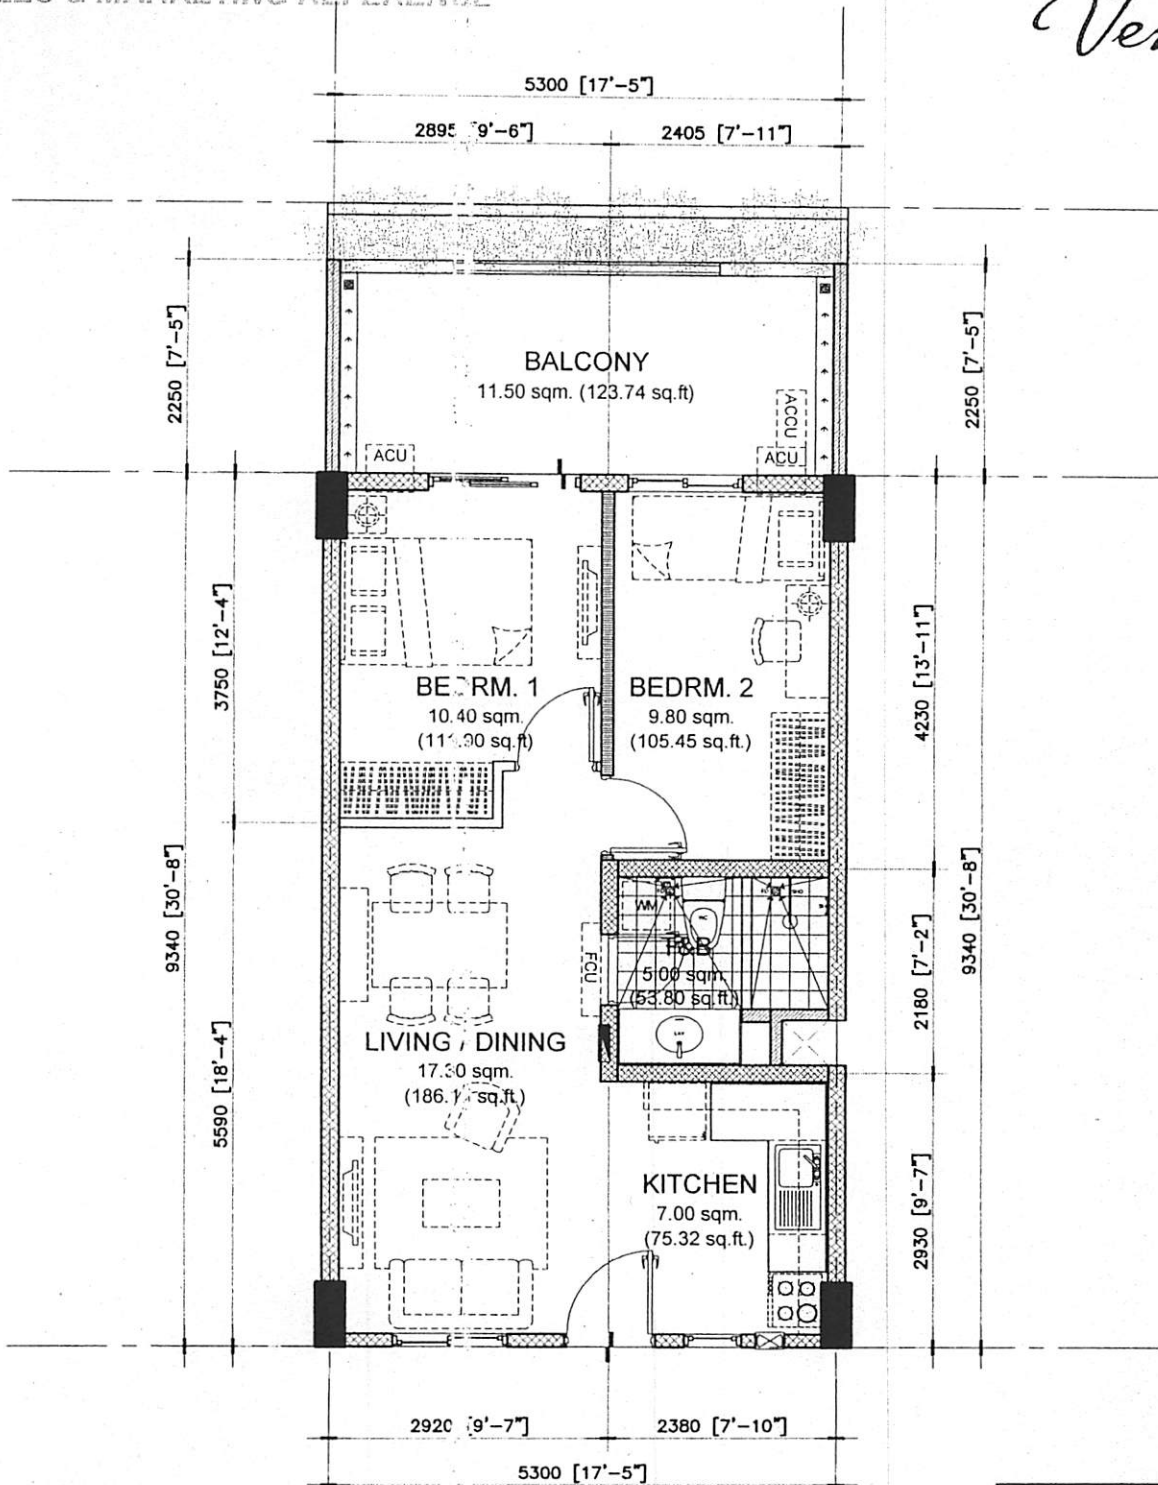 5300 [17'-5"]
2895 [9'-6"]
2405 [7'-11"]
2250 [7'-5"]
2250 [7'-5"]
BALCONY
11.50 sqm. (123.74 sq.ft)
ACCU
ACU
ACU
3750 [12'-4"]
4230 [13'-11"]
BEDRM. 1
10.40 sqm.
BEDRM. 2
9.80 sqm.
(105.45 sq.ft.)
9340 [30'-8"]
9340 [30'-8"]
WM
FCU
T&B
5.00 sqm.
(53.80 sq.ft.)
2180 [7'-2"]
LIVING / DINING
17.30 sqm.
5590 [18'-4"]
KITCHEN
7.00 sqm.
(75.32 sq.ft.)
2930 [9'-7"]
2920 [9'-7"]
2380 [7'-10"]
5300 [17'-5"]